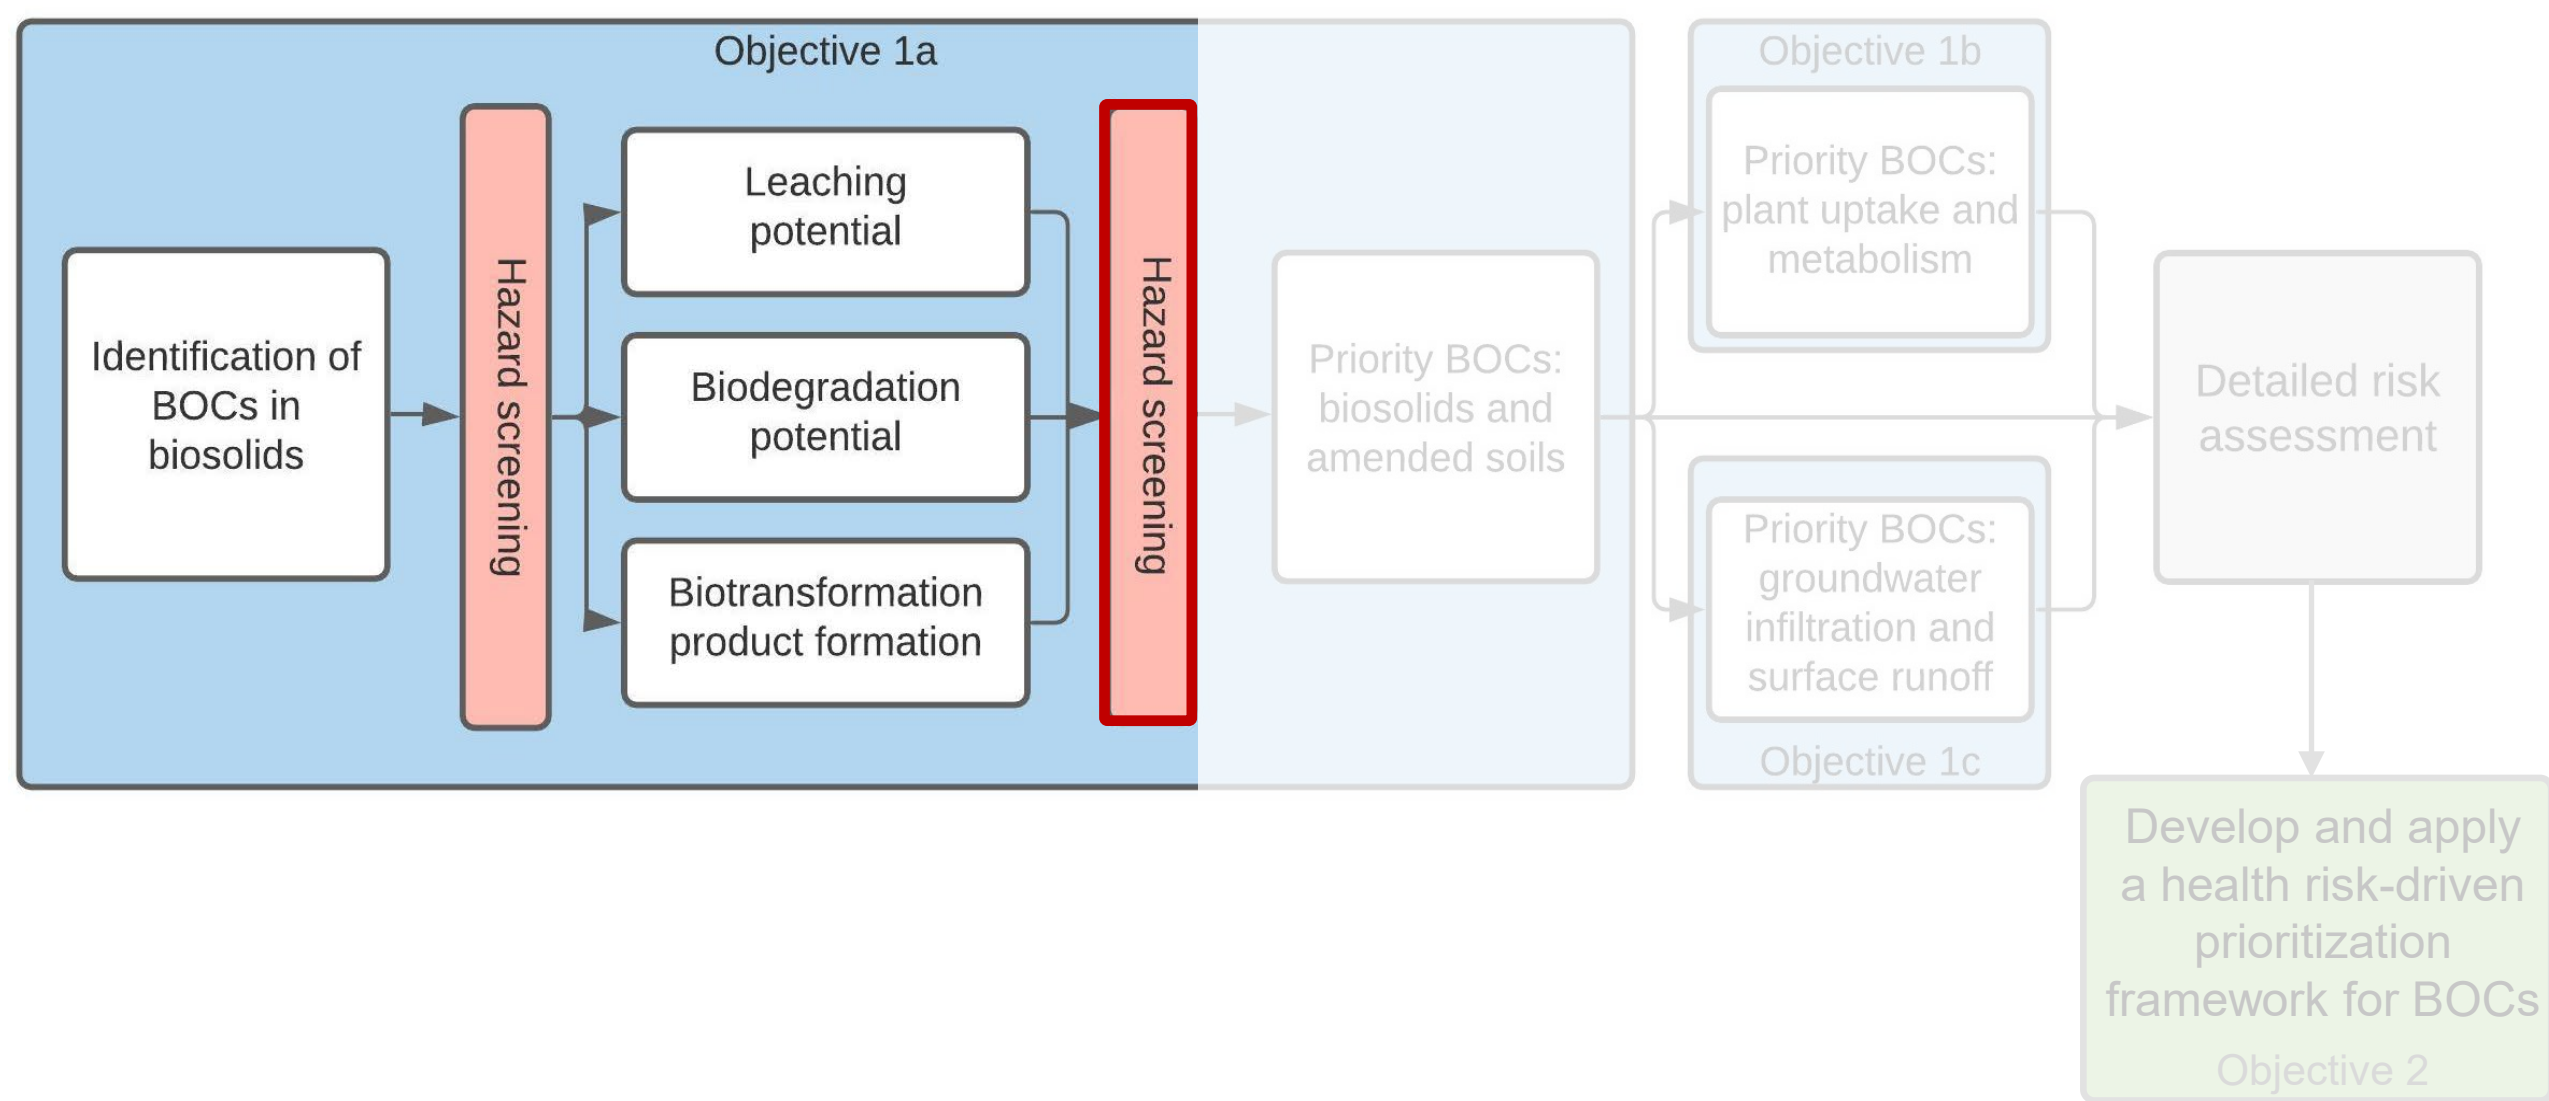 Objective 1a
Identification of
BOCs in
biosolids
Hazard screening
Leaching
potential
Biodegradation
potential
Biotransformation
product formation
Hazard screening
Priority BOCs:
biosolids and
amended soils
Objective 1b
Priority BOCs:
plant uptake and
metabolism
Priority BOCs:
groundwater
infiltration and
surface runoff
Objective 1c
Detailed risk
assessment
Develop and apply
a health risk-driven
prioritization
framework for BOCs
Objective 2